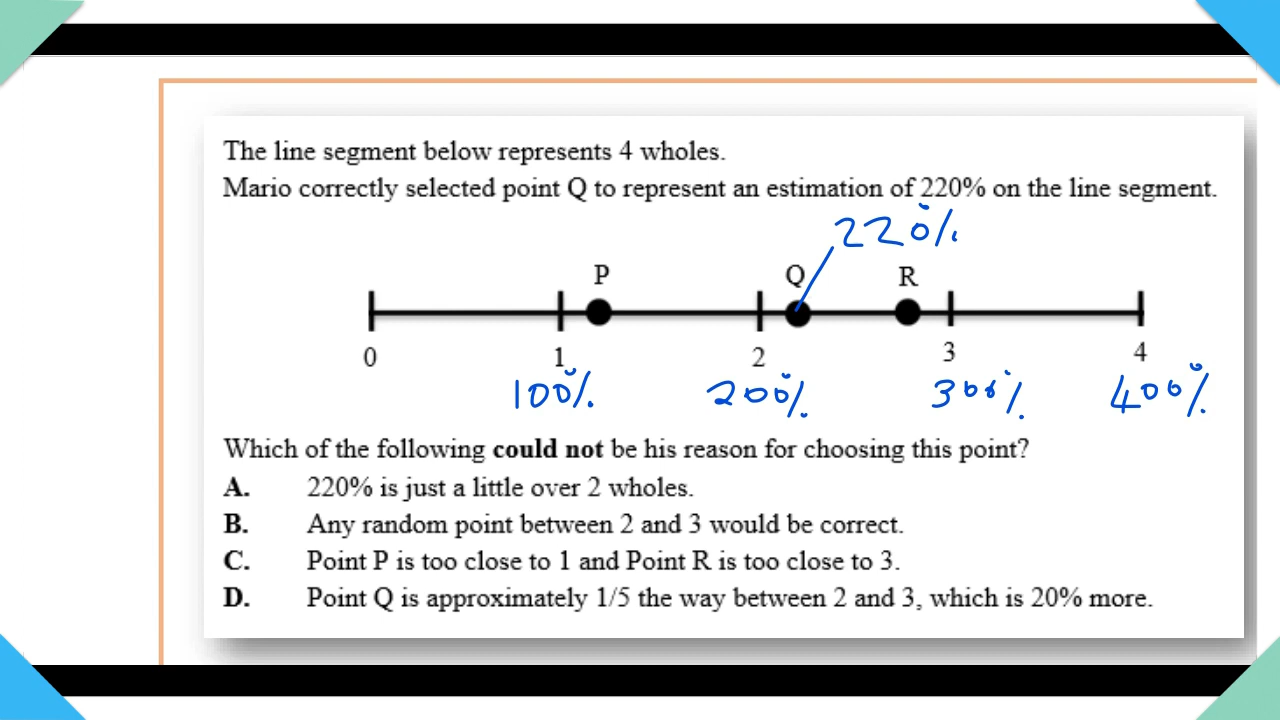 The line segment below represents 4 wholes.
Mario correctly selected point Q to represent an estimation of 220% on the line segment.
220%
P Q R
0 1 2 3 4
100% 200% 300% 400%
Which of the following could not be his reason for choosing this point?
A. 220% is just a little over 2 wholes.
B. Any random point between 2 and 3 would be correct.
C. Point P is too close to 1 and Point R is too close to 3.
D. Point Q is approximately 1/5 the way between 2 and 3, which is 20% more.